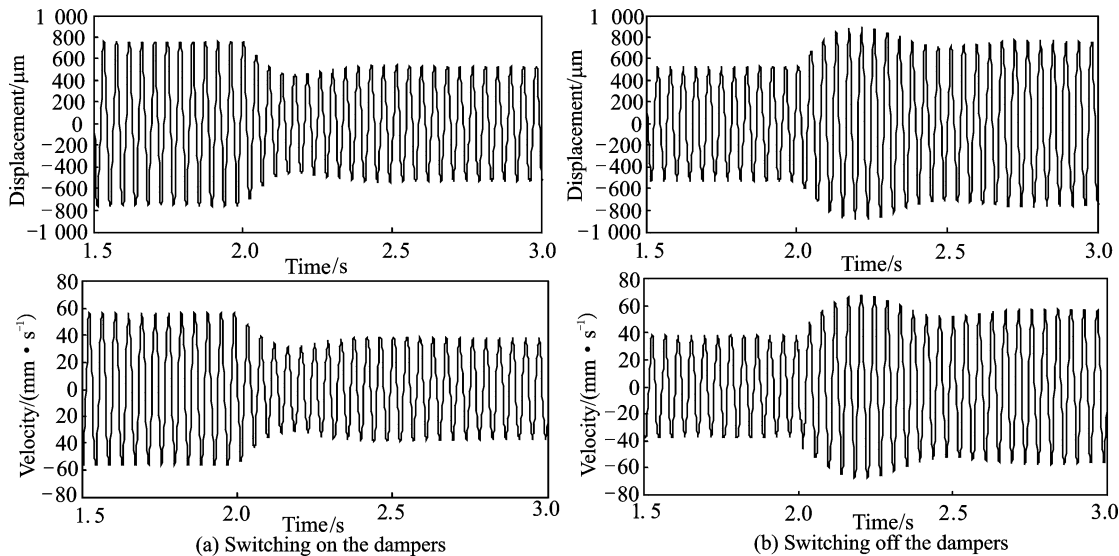 1 000
800
600
400
200
0
−200
−400
−600
−800
−1 000
Displacement/μm
1.5 2.0 2.5 3.0
Time/s
1 000
800
600
400
200
0
−200
−400
−600
−800
−1 000
Displacement/μm
1.5 2.0 2.5 3.0
Time/s
80
60
40
20
0
20
−40
−60
−80
Velocity/(mm • s⁻¹)
1.5 2.0 2.5 3.0
Time/s
(a) Switching on the dampers
80
60
40
20
0
−20
−40
−60
−80
Velocity/(mm • s⁻¹)
1.5 2.0 2.5 3.0
Time/s
(b) Switching off the dampers